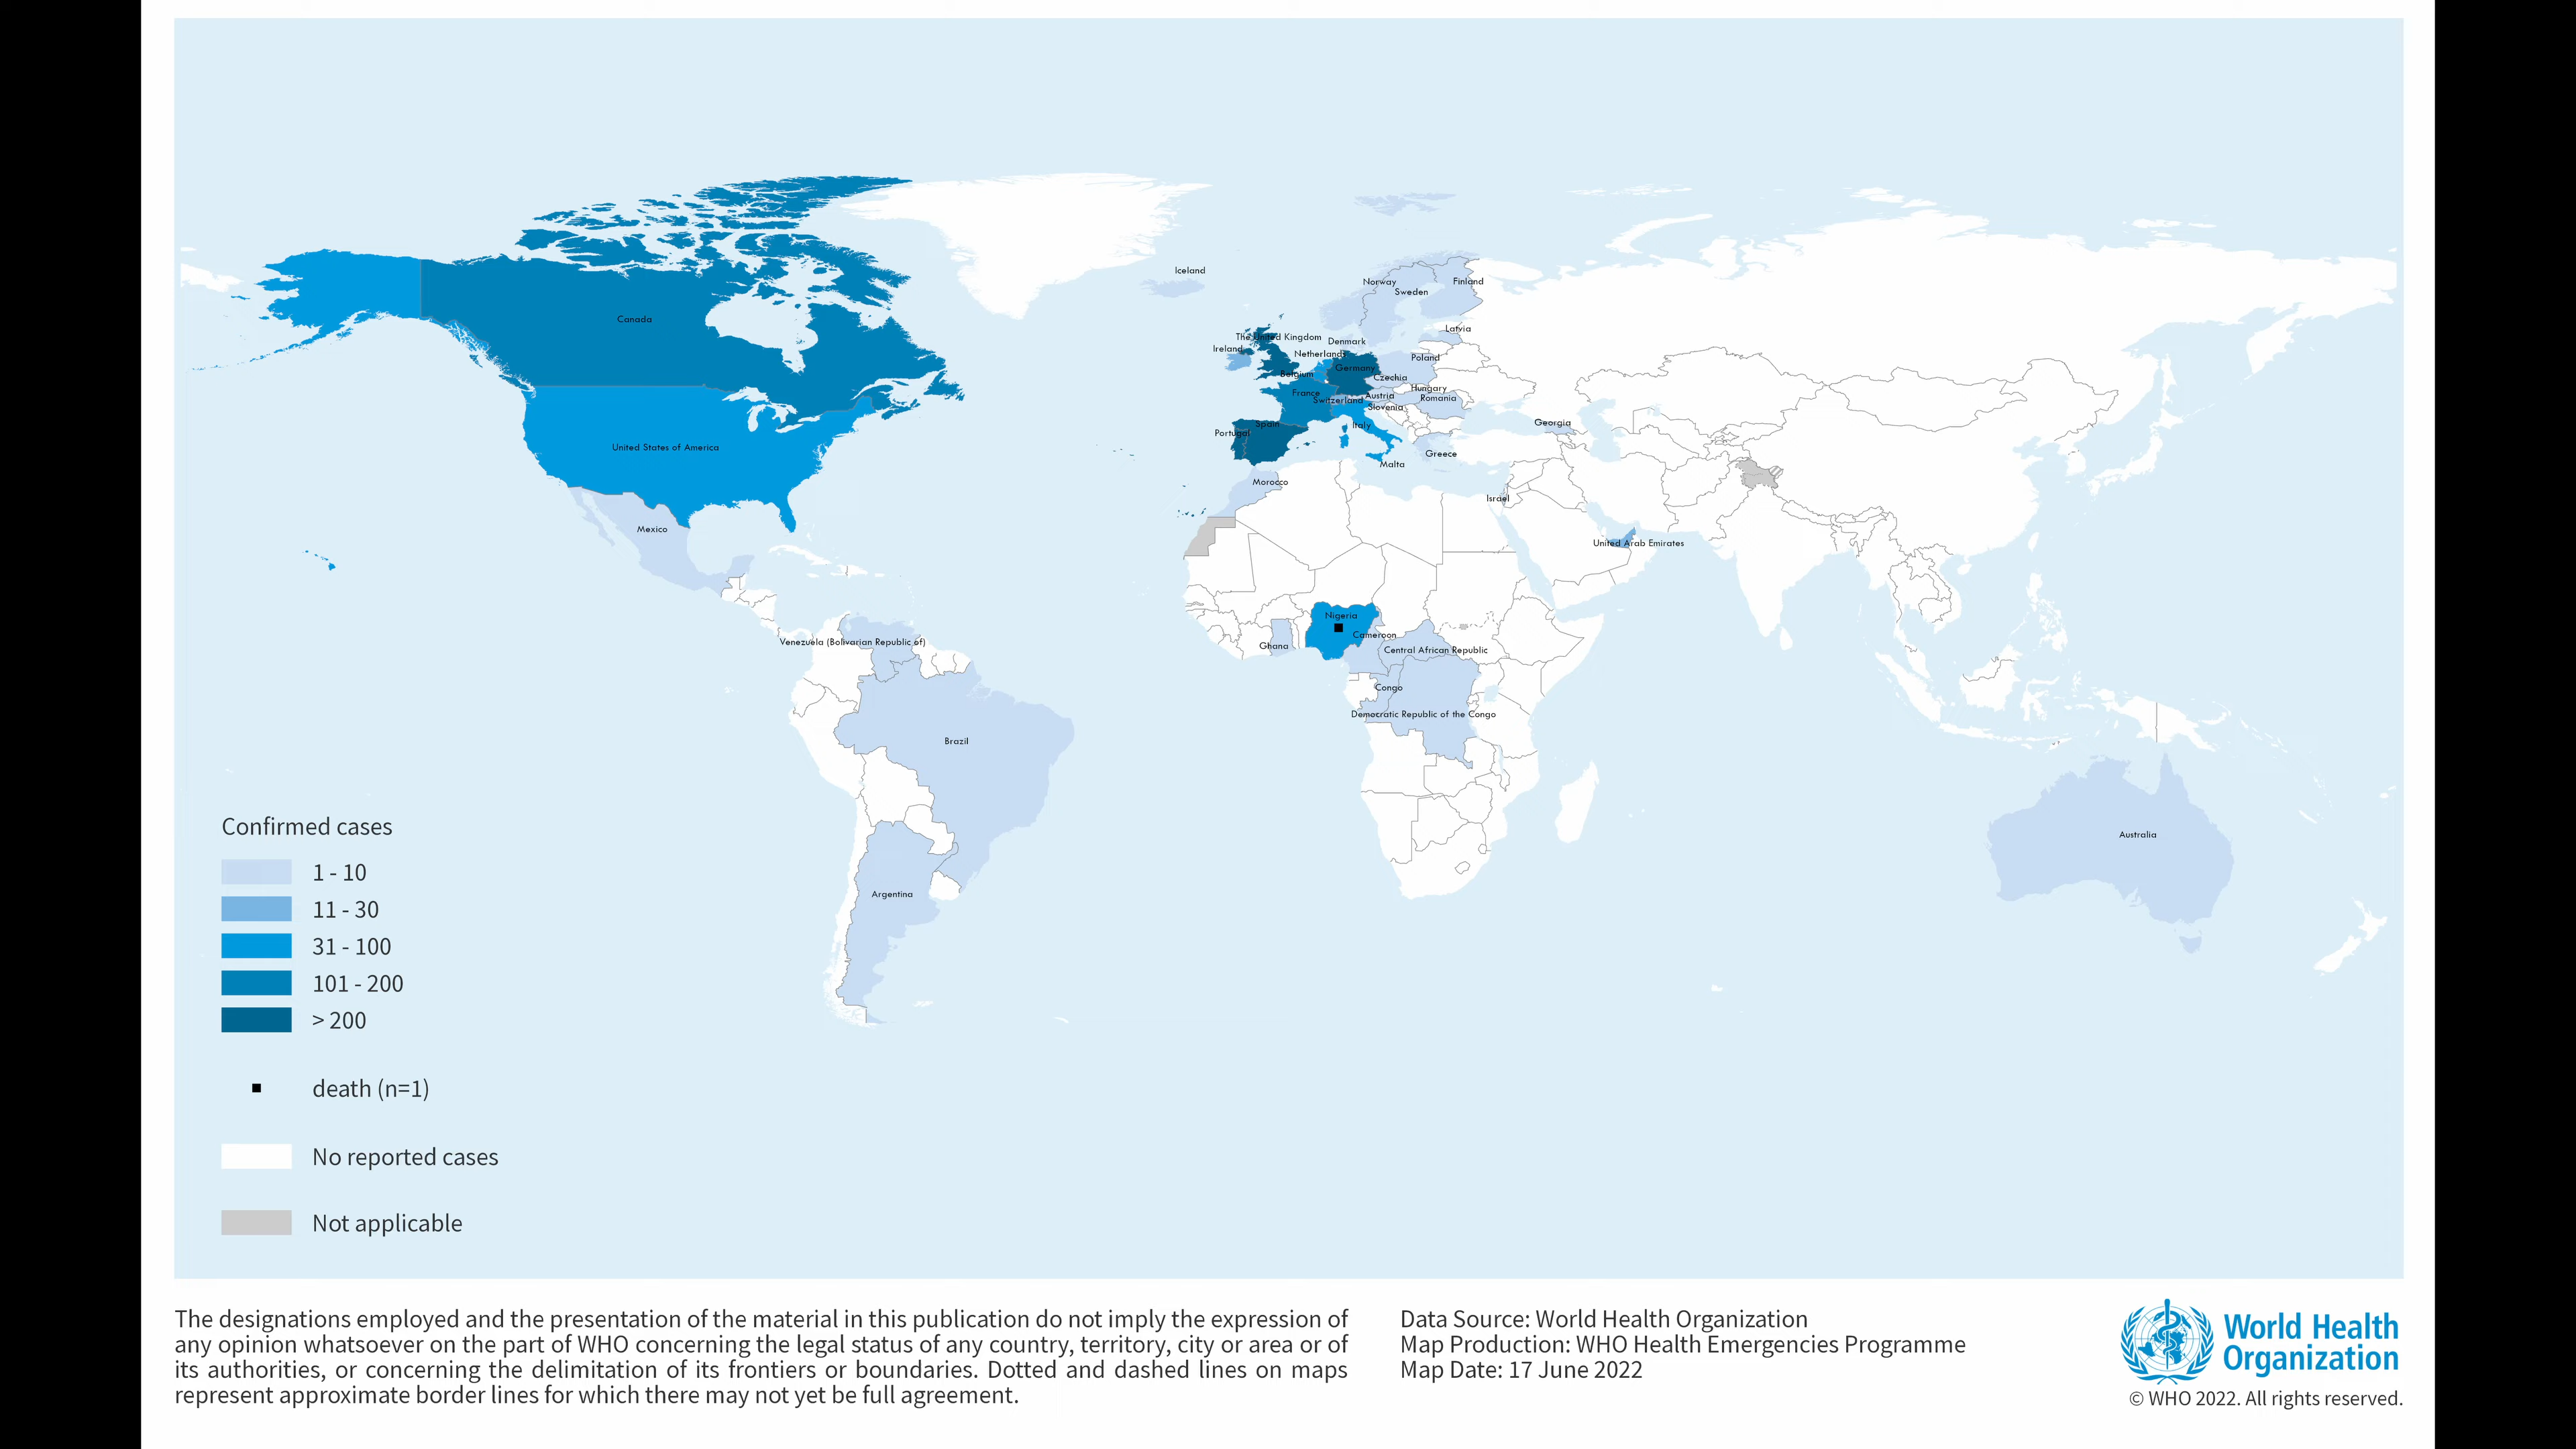 Iceland
Norway
Finland
Sweden
Canada
Latvia
The United Kingdom
Denmark
Ireland
Netherlands
Poland
Germany
Belgium
Czechia
Hungary
France
Austria
Romania
Switzerland
Slovenia
Georgia
Spain
Italy
Portugal
United States of America
Greece
Malta
Morocco
Israel
Mexico
United Arab Emirates
Nigeria
Cameroon
Venezuela (Bolivarian Republic of)
Ghana
Central African Republic
Congo
Democratic Republic of the Congo
Brazil
Australia
Argentina
Confirmed cases
1 - 10
11 - 30
31 - 100
101 - 200
> 200
death (n=1)
No reported cases
Not applicable
The designations employed and the presentation of the material in this publication do not imply the expression of
any opinion whatsoever on the part of WHO concerning the legal status of any country, territory, city or area or of
its authorities, or concerning the delimitation of its frontiers or boundaries. Dotted and dashed lines on maps
represent approximate border lines for which there may not yet be full agreement.
Data Source: World Health Organization
Map Production: WHO Health Emergencies Programme
Map Date: 17 June 2022
World Health
Organization
© WHO 2022. All rights reserved.